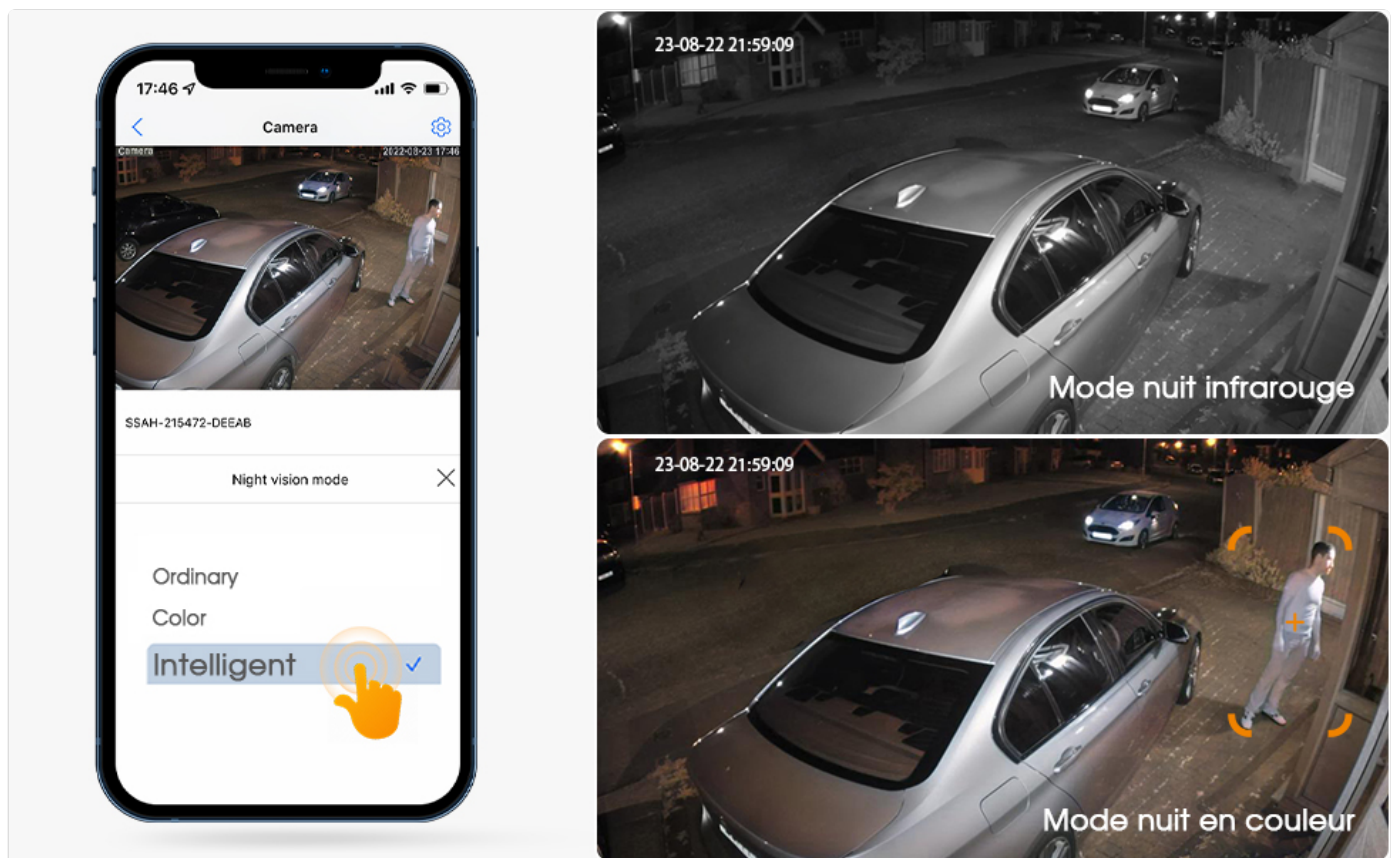 17:46
Camera
Camera
2022-08-23 17:46
SSAH-215472-DEEAB
Night vision mode
Ordinary
Color
Intelligent
23-08-22 21:59:09
Mode nuit infrarouge
23-08-22 21:59:09
Mode nuit en couleur